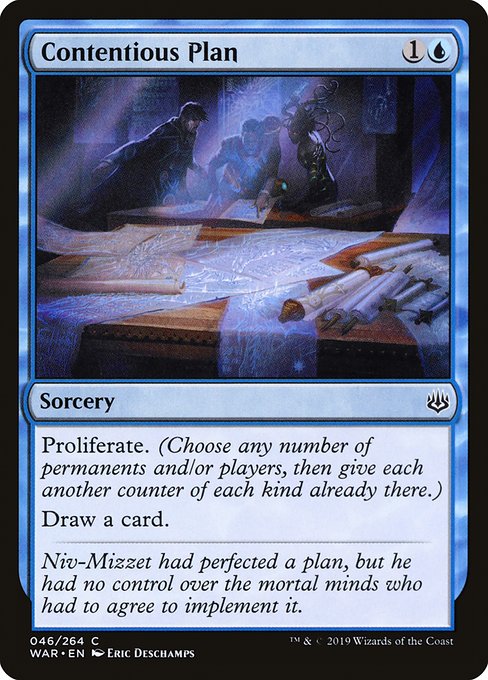 Contentious Plan 1
Sorcery
Proliferate. (Choose any number of
permanents and/or players, then give each
another counter of each kind already there.)
Draw a card.
Niv-Mizzet had perfected a plan, but he
had no control over the mortal minds who
had to agree to implement it.
046/264 C
WAR • EN Eric Deschamps
™ & © 2019 Wizards of the Coast